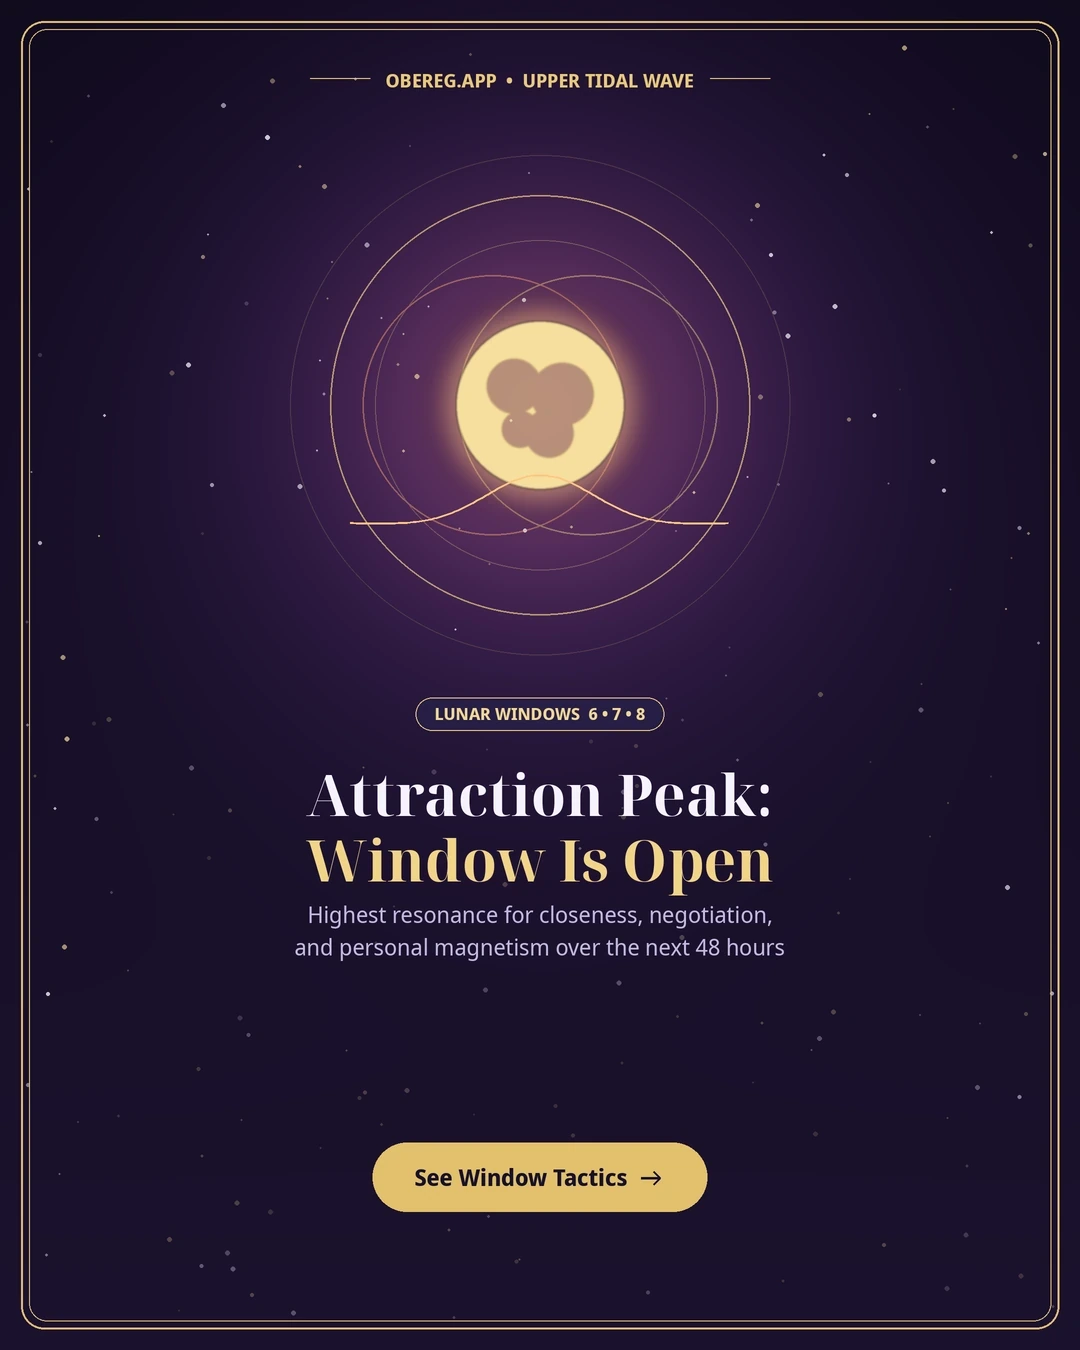 OBEREG.APP • UPPER TIDAL WAVE
LUNAR WINDOWS 6 • 7 • 8
Attraction Peak:
Window Is Open
Highest resonance for closeness, negotiation,
and personal magnetism over the next 48 hours
See Window Tactics →